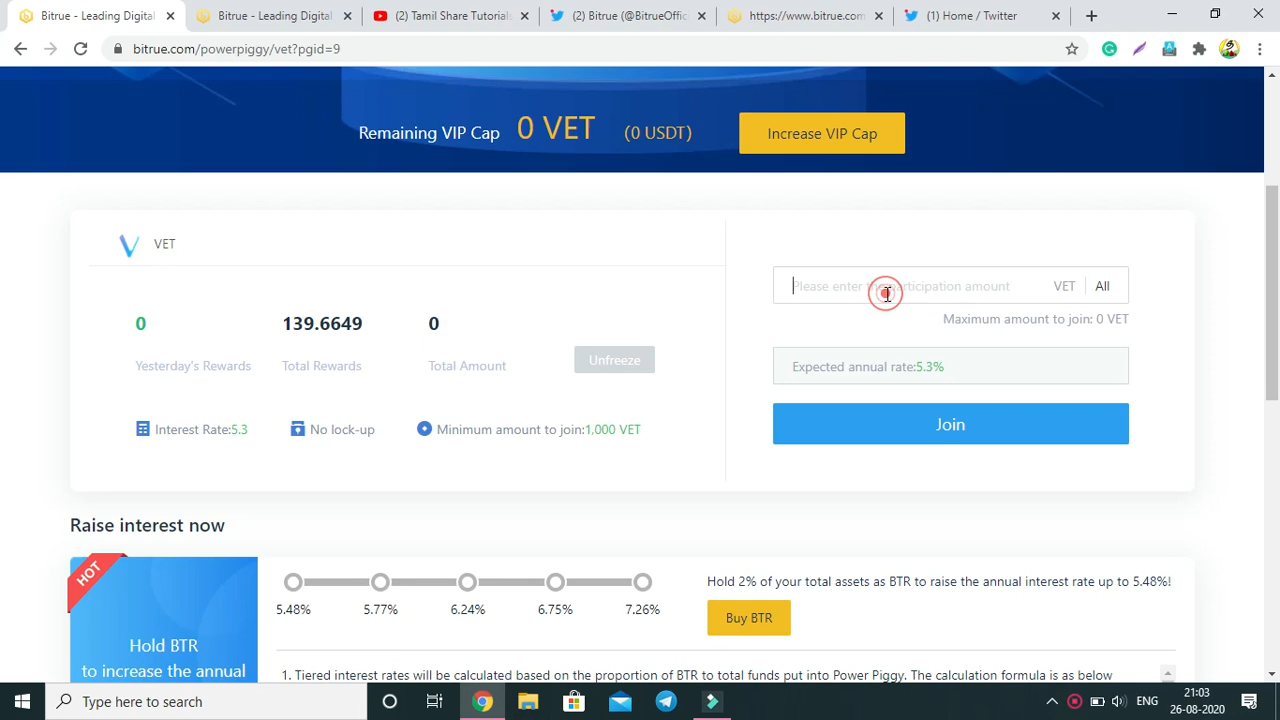 Bitrue - Leading Digital
Bitrue - Leading Digital
(2) Tamil Share Tutorials
(2) Bitrue (@BitrueOffic
https://www.bitrue.com
(1) Home / Twitter
bitrue.com/powerpiggy/vet?pgid=9
Remaining VIP Cap 0 VET (0 USDT) Increase VIP Cap
VET
Please enter the participation amount VET All
Maximum amount to join: 0 VET
0 139.6649 0
Yesterday's Rewards Total Rewards Total Amount Unfreeze
Expected annual rate:5.3%
Interest Rate:5.3 No lock-up Minimum amount to join:1,000 VET
Join
Raise interest now
HOT
Hold BTR
to increase the annual
5.48% 5.77% 6.24% 6.75% 7.26%
Hold 2% of your total assets as BTR to raise the annual interest rate up to 5.48%!
Buy BTR
1. Tiered interest rates will be calculated based on the proportion of BTR to total funds put into Power Piggy. The calculation formula is as below
Type here to search
ENG
21:03
26-08-2020